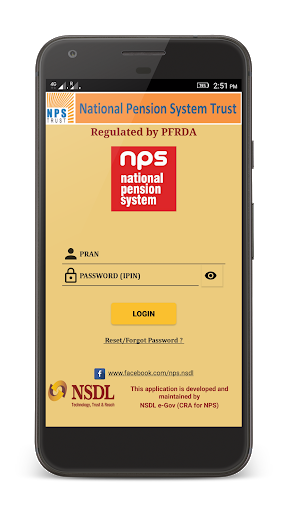 4G
R
2:51 PM
NPS
TRUST
National Pension System Trust
Regulated by PFRDA
nps
national
pension
system
PRAN
PASSWORD (IPIN)
LOGIN
Reset/Forgot Password ?
f
www.facebook.com/nps.nsdl
NSDL
Technology, Trust & Reach
This application is developed and
maintained by
NSDL e-Gov (CRA for NPS)